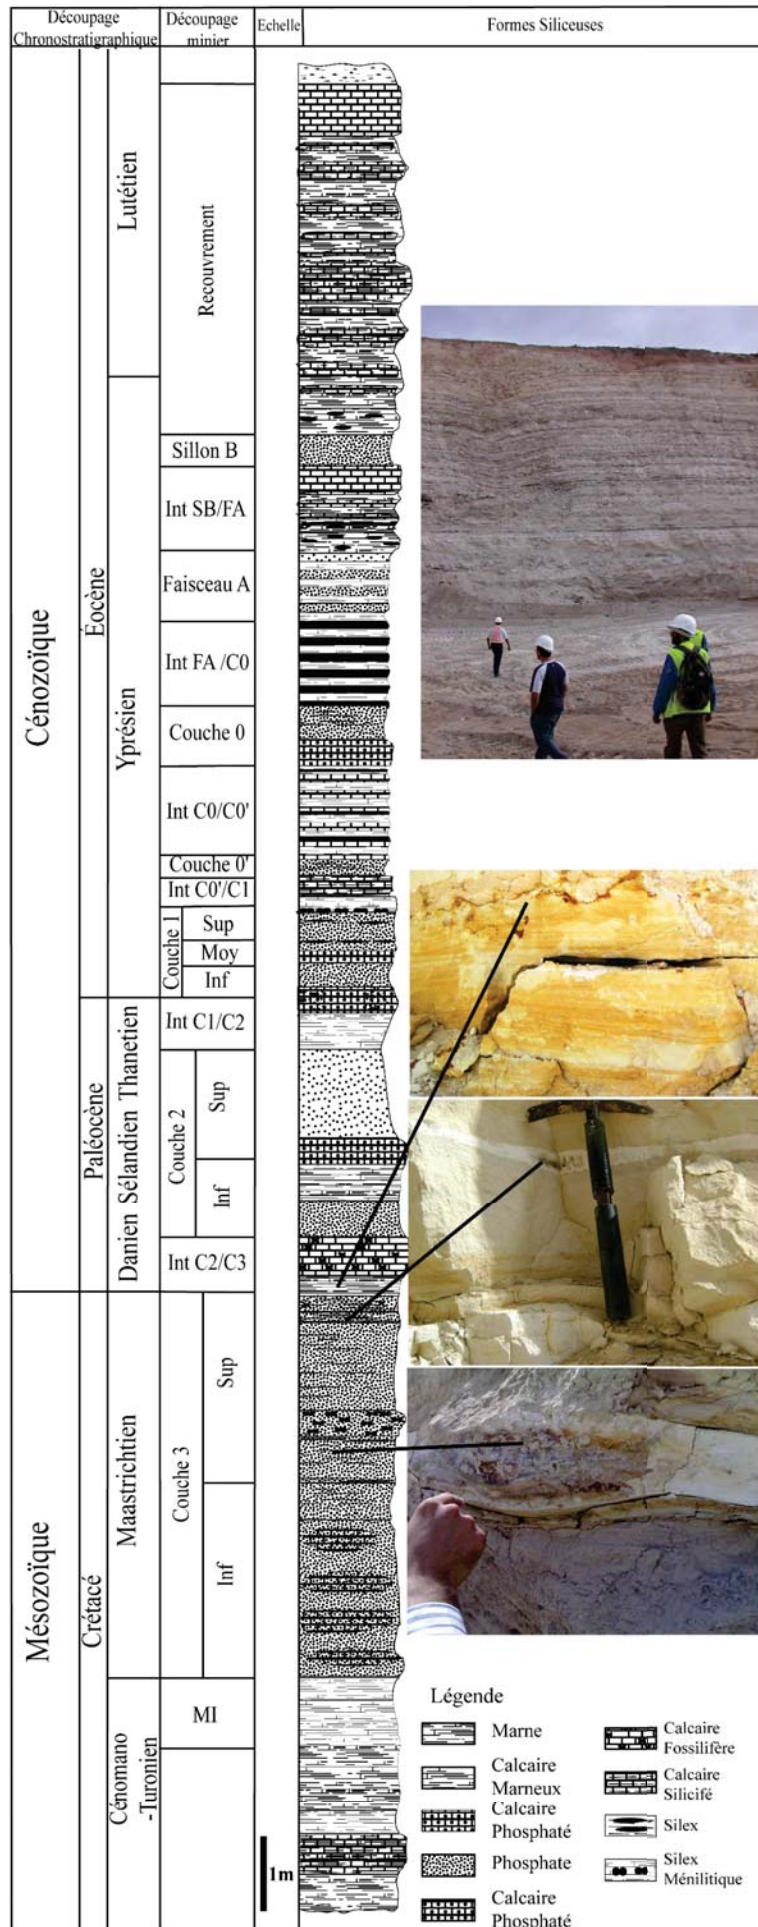 Découpage
Chronostratigraphique
Découpage
minier
Echelle
Formes Siliceuses
Cénozoïque
Mésozoïque
Éocène
Paléocène
Crétacé
Lutétien
Yprésien
Danien Sélandien Thanetien
Maastrichtien
Cénomano
-Turonien
Recouvrement
Sillon B
Int SB/FA
Faisceau A
Int FA /C0
Couche 0
Int C0/C0'
Couche 0'
Int C0'/C1
Couche 1
Sup
Moy
Inf
Int C1/C2
Couche 2
Sup
Inf
Int C2/C3
Couche 3
Sup
Inf
MI
1m
Légende
Marne
Calcaire
Marneux
Calcaire
Phosphaté
Phosphate
Calcaire
Phosphaté
Calcaire
Fossilifère
Calcaire
Silicifé
Silex
Silex
Ménilitique